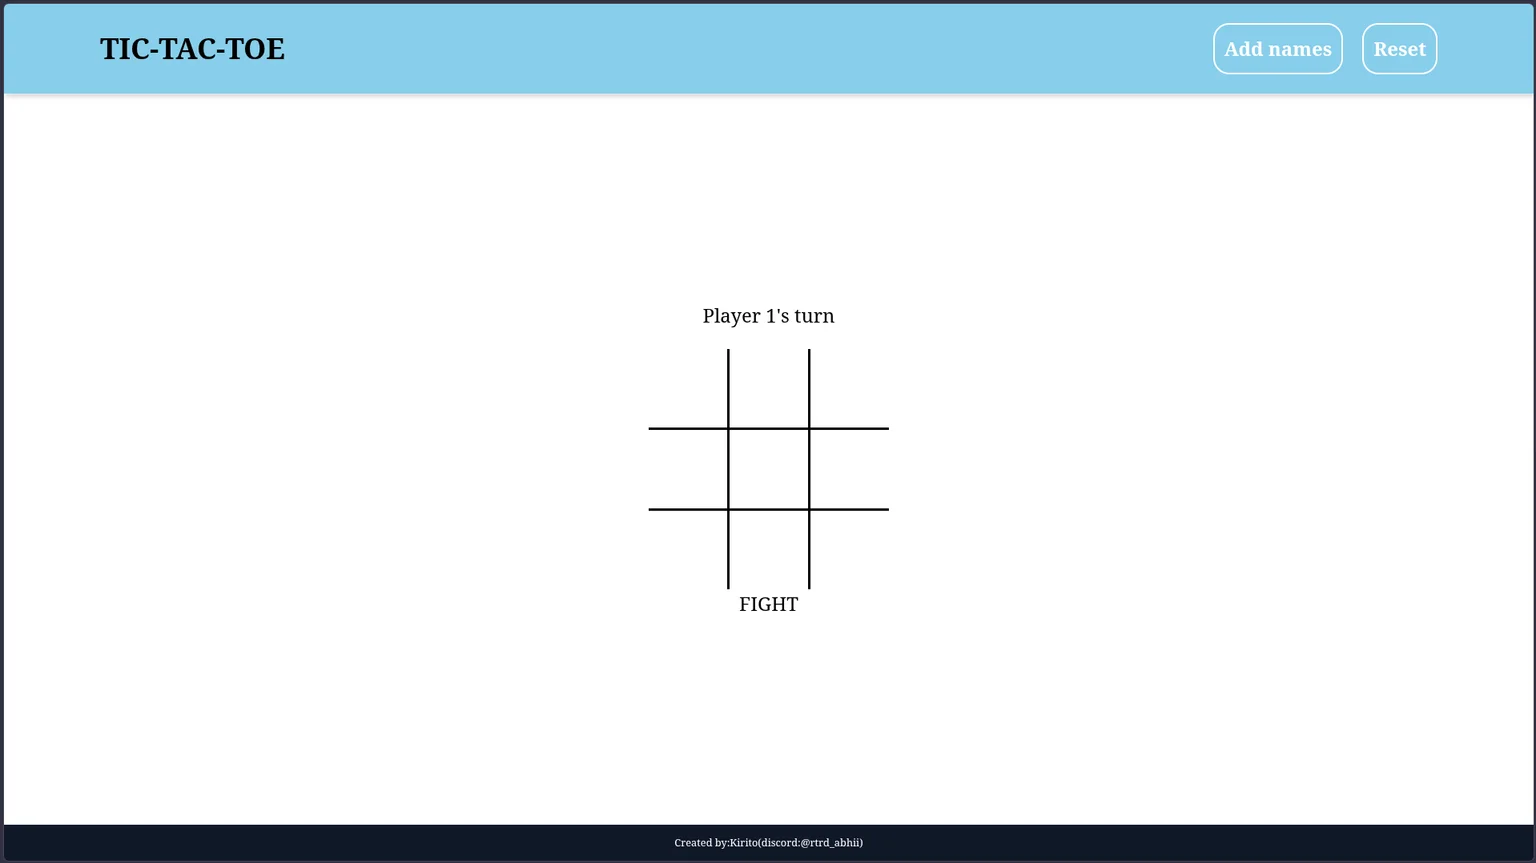 TIC-TAC-TOE
Add names
Reset
Player 1's turn
FIGHT
Created by:Kirito(discord:@rtrd_abhii)